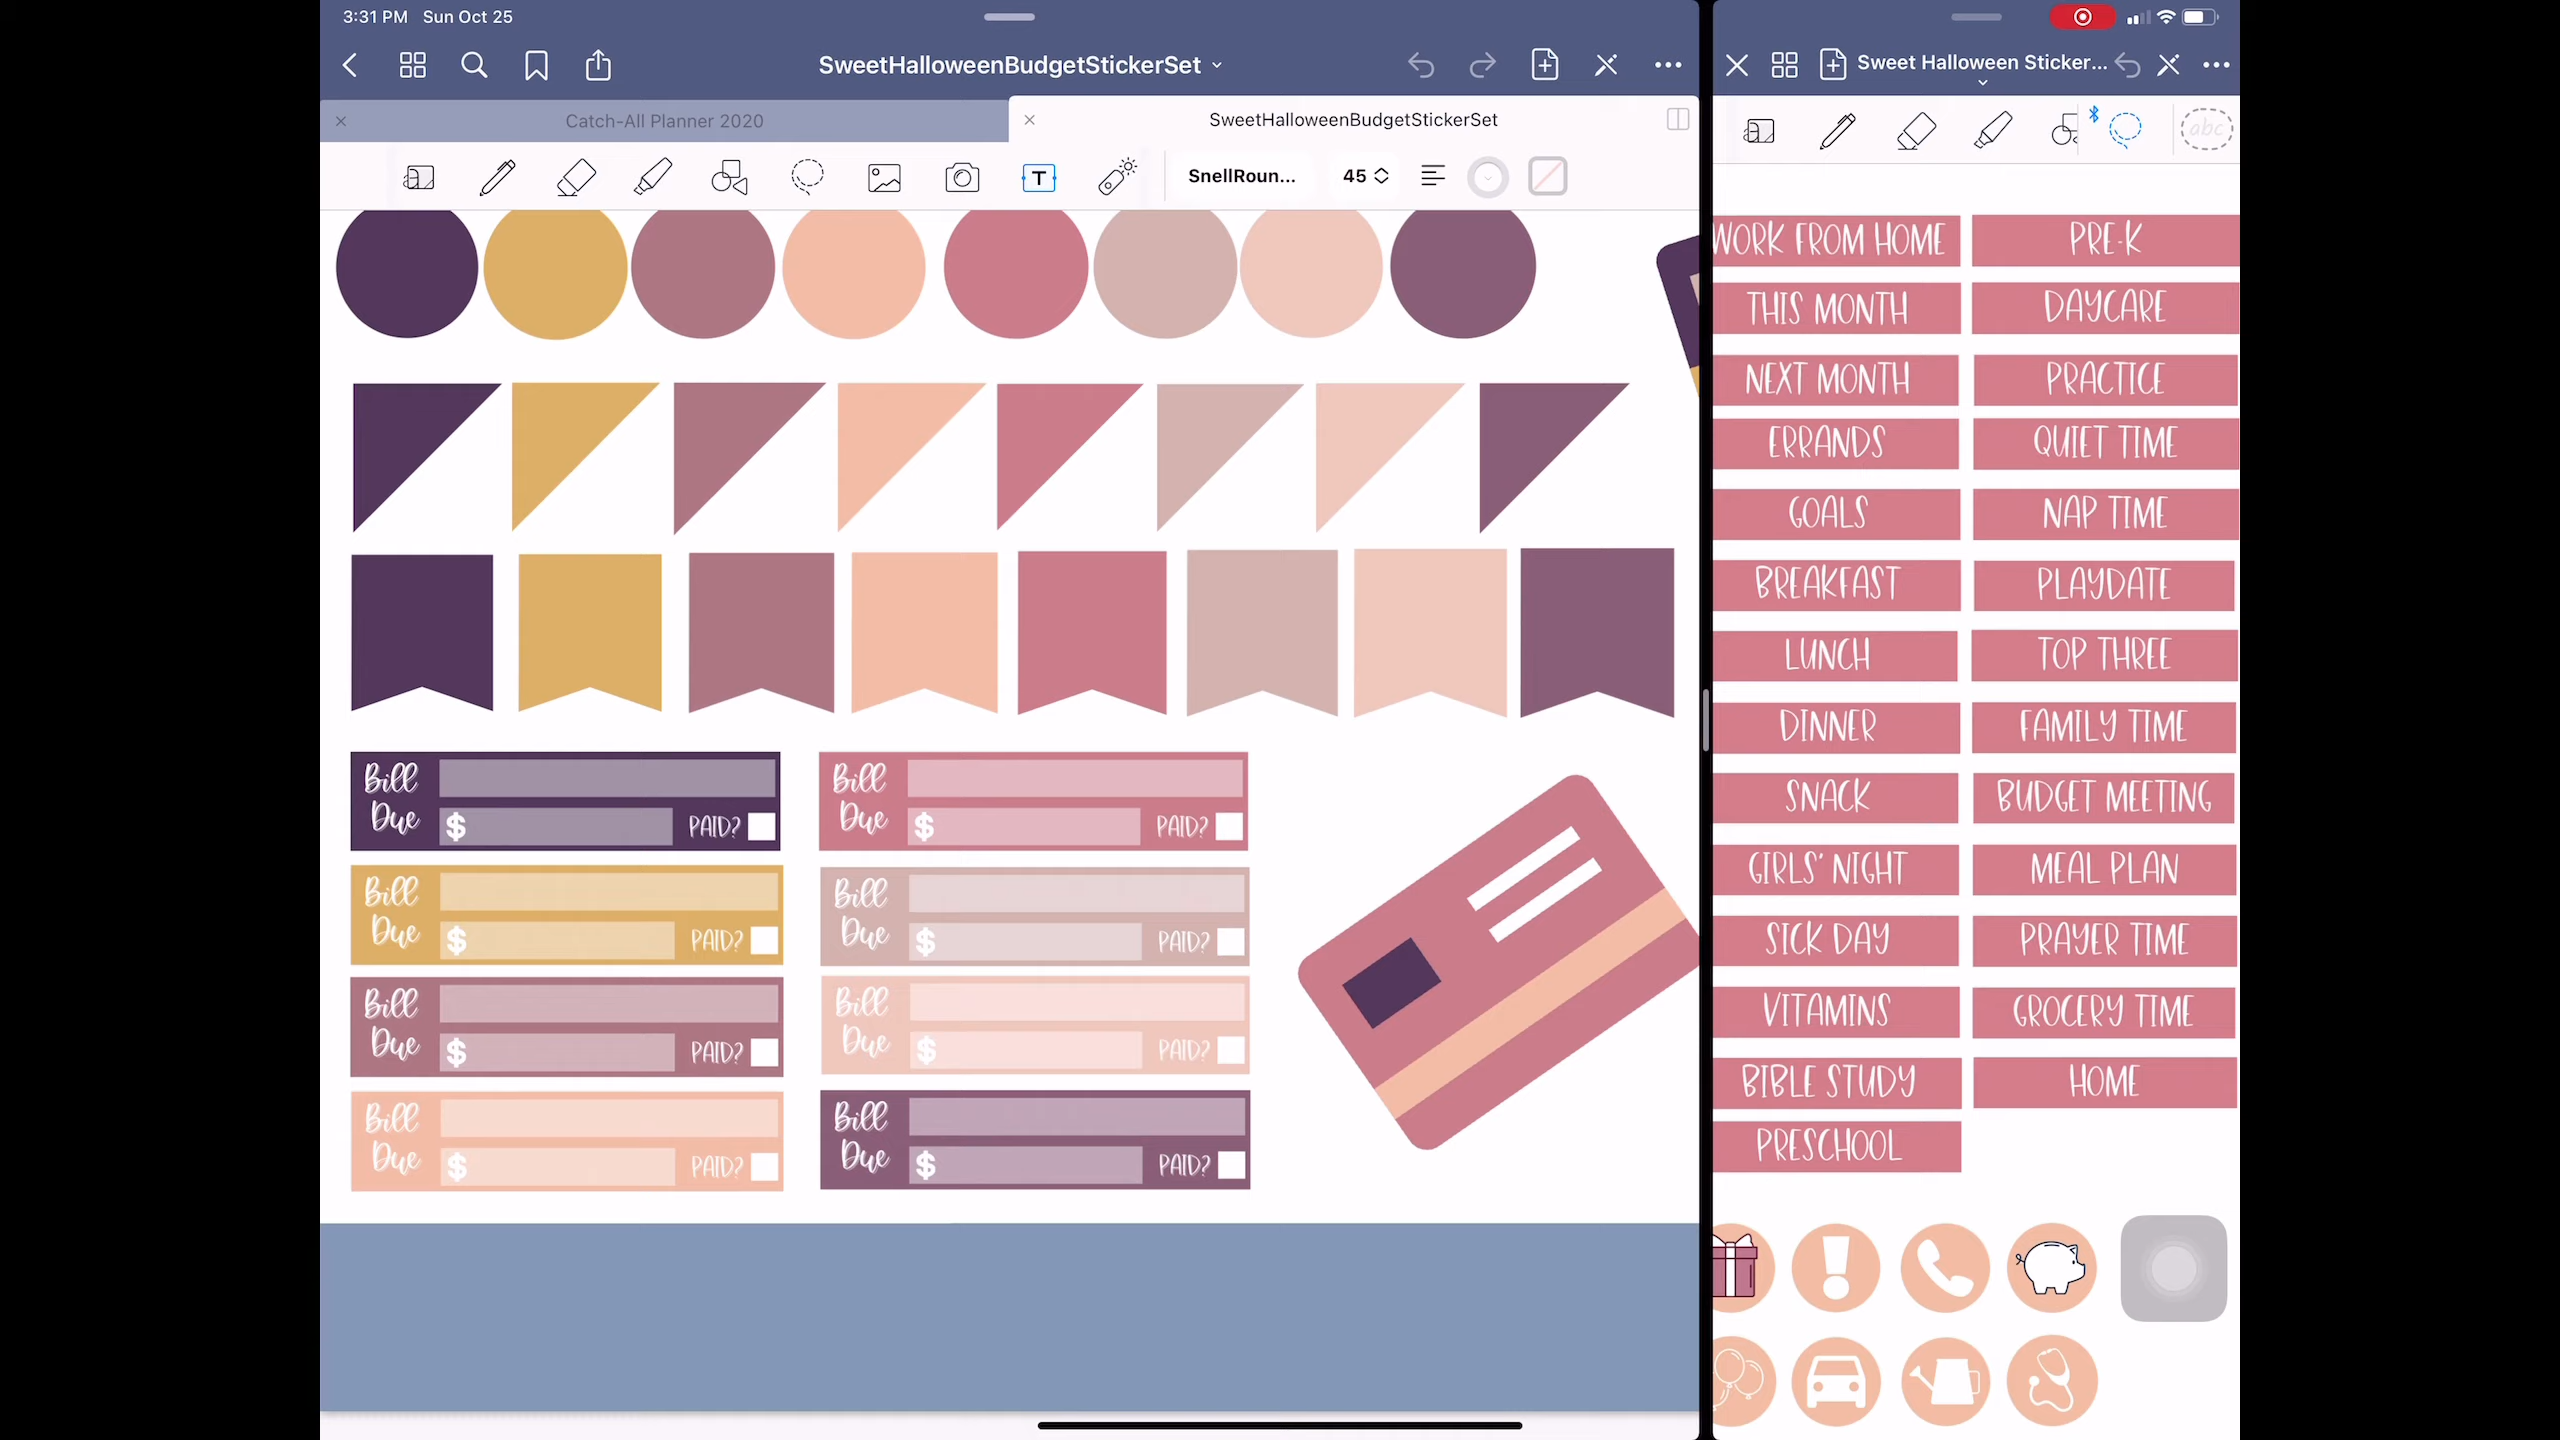 3:31 PM Sun Oct 25
SweetHalloweenBudgetStickerSet
Catch-All Planner 2020
SweetHalloweenBudgetStickerSet
T
SnellRoun...
45
Bill
Due
$
PAID?
Bill
Due
$
PAID?
Bill
Due
$
PAID?
Bill
Due
$
PAID?
Bill
Due
$
PAID?
Bill
Due
$
PAID?
Bill
Due
$
PAID?
Bill
Due
$
PAID?
Sweet Halloween Sticker...
abc
WORK FROM HOME
PRE-K
THIS MONTH
DAYCARE
NEXT MONTH
PRACTICE
ERRANDS
QUIET TIME
GOALS
NAP TIME
BREAKFAST
PLAYDATE
LUNCH
TOP THREE
DINNER
FAMILY TIME
SNACK
BUDGET MEETING
GIRLS' NIGHT
MEAL PLAN
SICK DAY
PRAYER TIME
VITAMINS
GROCERY TIME
BIBLE STUDY
HOME
PRESCHOOL